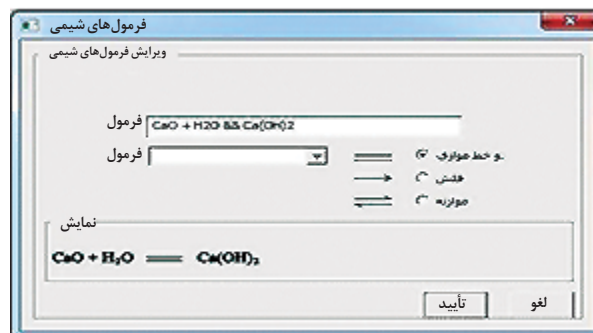 فرمول‌های شیمی
ویرایش فرمول‌های شیمی
فرمول CaO + H2O && Ca(OH)2
فرمول
دو خط موازی
فلش
موازنه
نمایش
CaO + H₂O ═══ Ca(OH)₂
تأیید
لغو